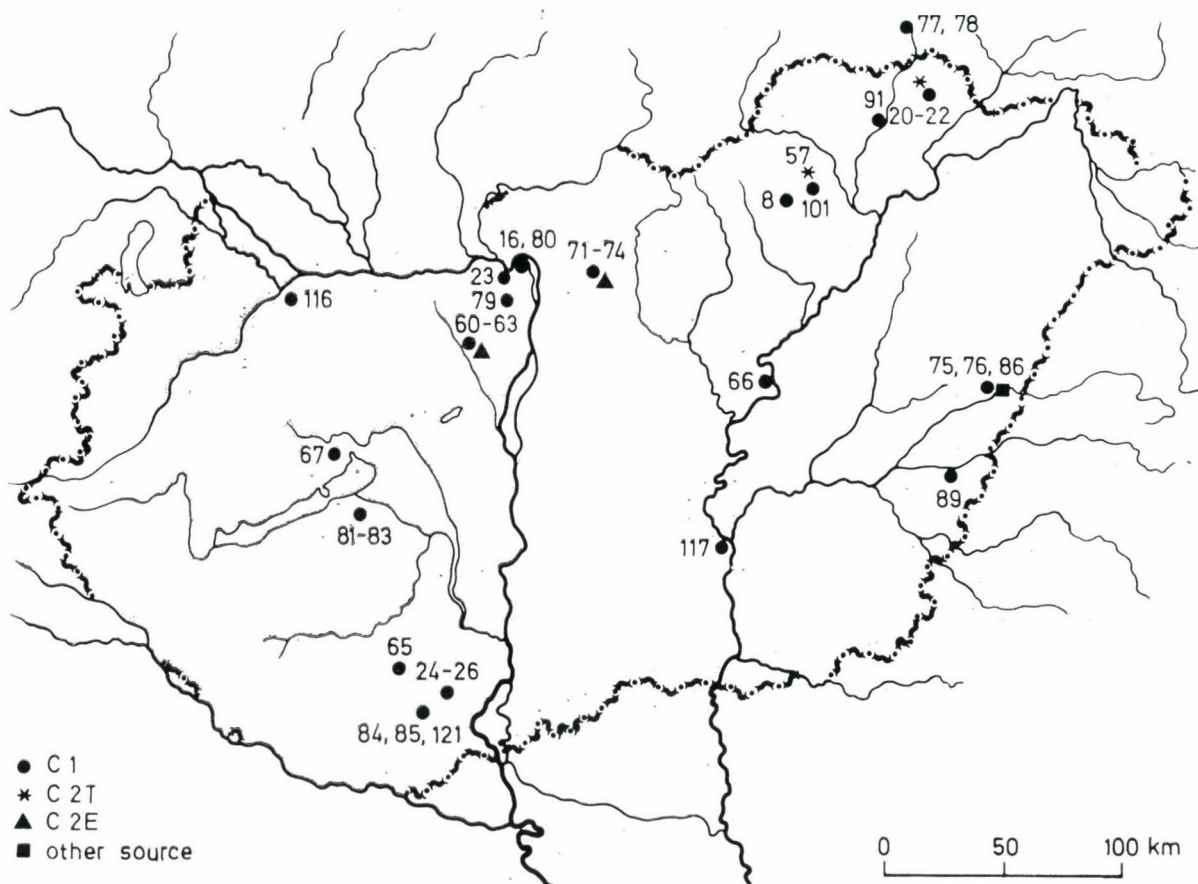 77, 78
91
20-22
57
8
101
16, 80
71-74
23
79
116
60-63
66
75, 76, 86
67
89
81-83
117
65
24-26
84, 85, 121
● C 1
✶ C 2T
▲ C 2E
■ other source
0 50 100 km